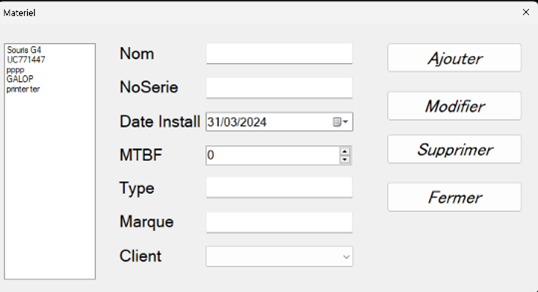 Materiel
Souris G4
UC771447
pppp
GALOP
printer ter
Nom
NoSerie
Date Install 31/03/2024
MTBF 0
Type
Marque
Client
Ajouter
Modifier
Supprimer
Fermer